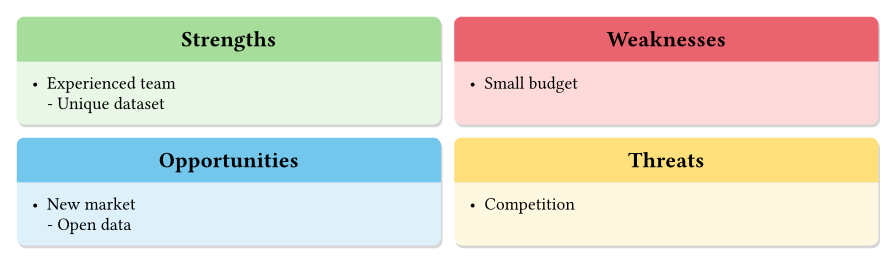 Strengths
• Experienced team
- Unique dataset
Weaknesses
• Small budget
Opportunities
• New market
- Open data
Threats
• Competition